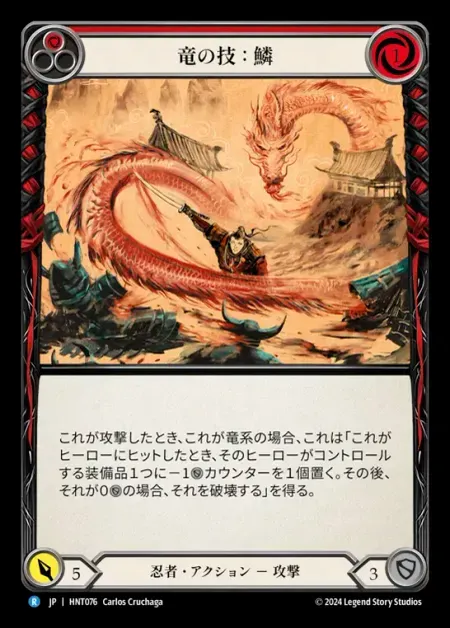 1
竜の技：鱗
これが攻撃したとき、これが竜系の場合、これは「これが
ヒーローにヒットしたとき、そのヒーローがコントロール
する装備品１つに－１カウンターを１個置く。その後、
それが０の場合、それを破壊する」を得る。
5
忍者・アクション － 攻撃
3
R JP | HNT076 Carlos Cruchaga
© 2024 Legend Story Studios